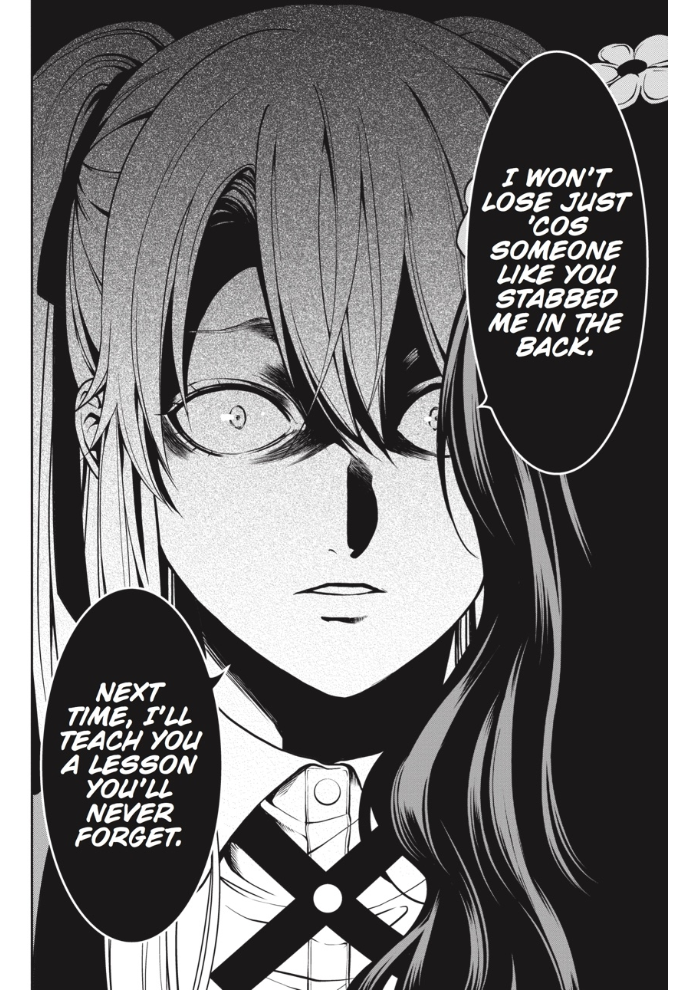 I WON'T
LOSE JUST
'COS
SOMEONE
LIKE YOU
STABBED
ME IN THE
BACK.
NEXT
TIME, I'LL
TEACH YOU
A LESSON
YOU'LL
NEVER
FORGET.